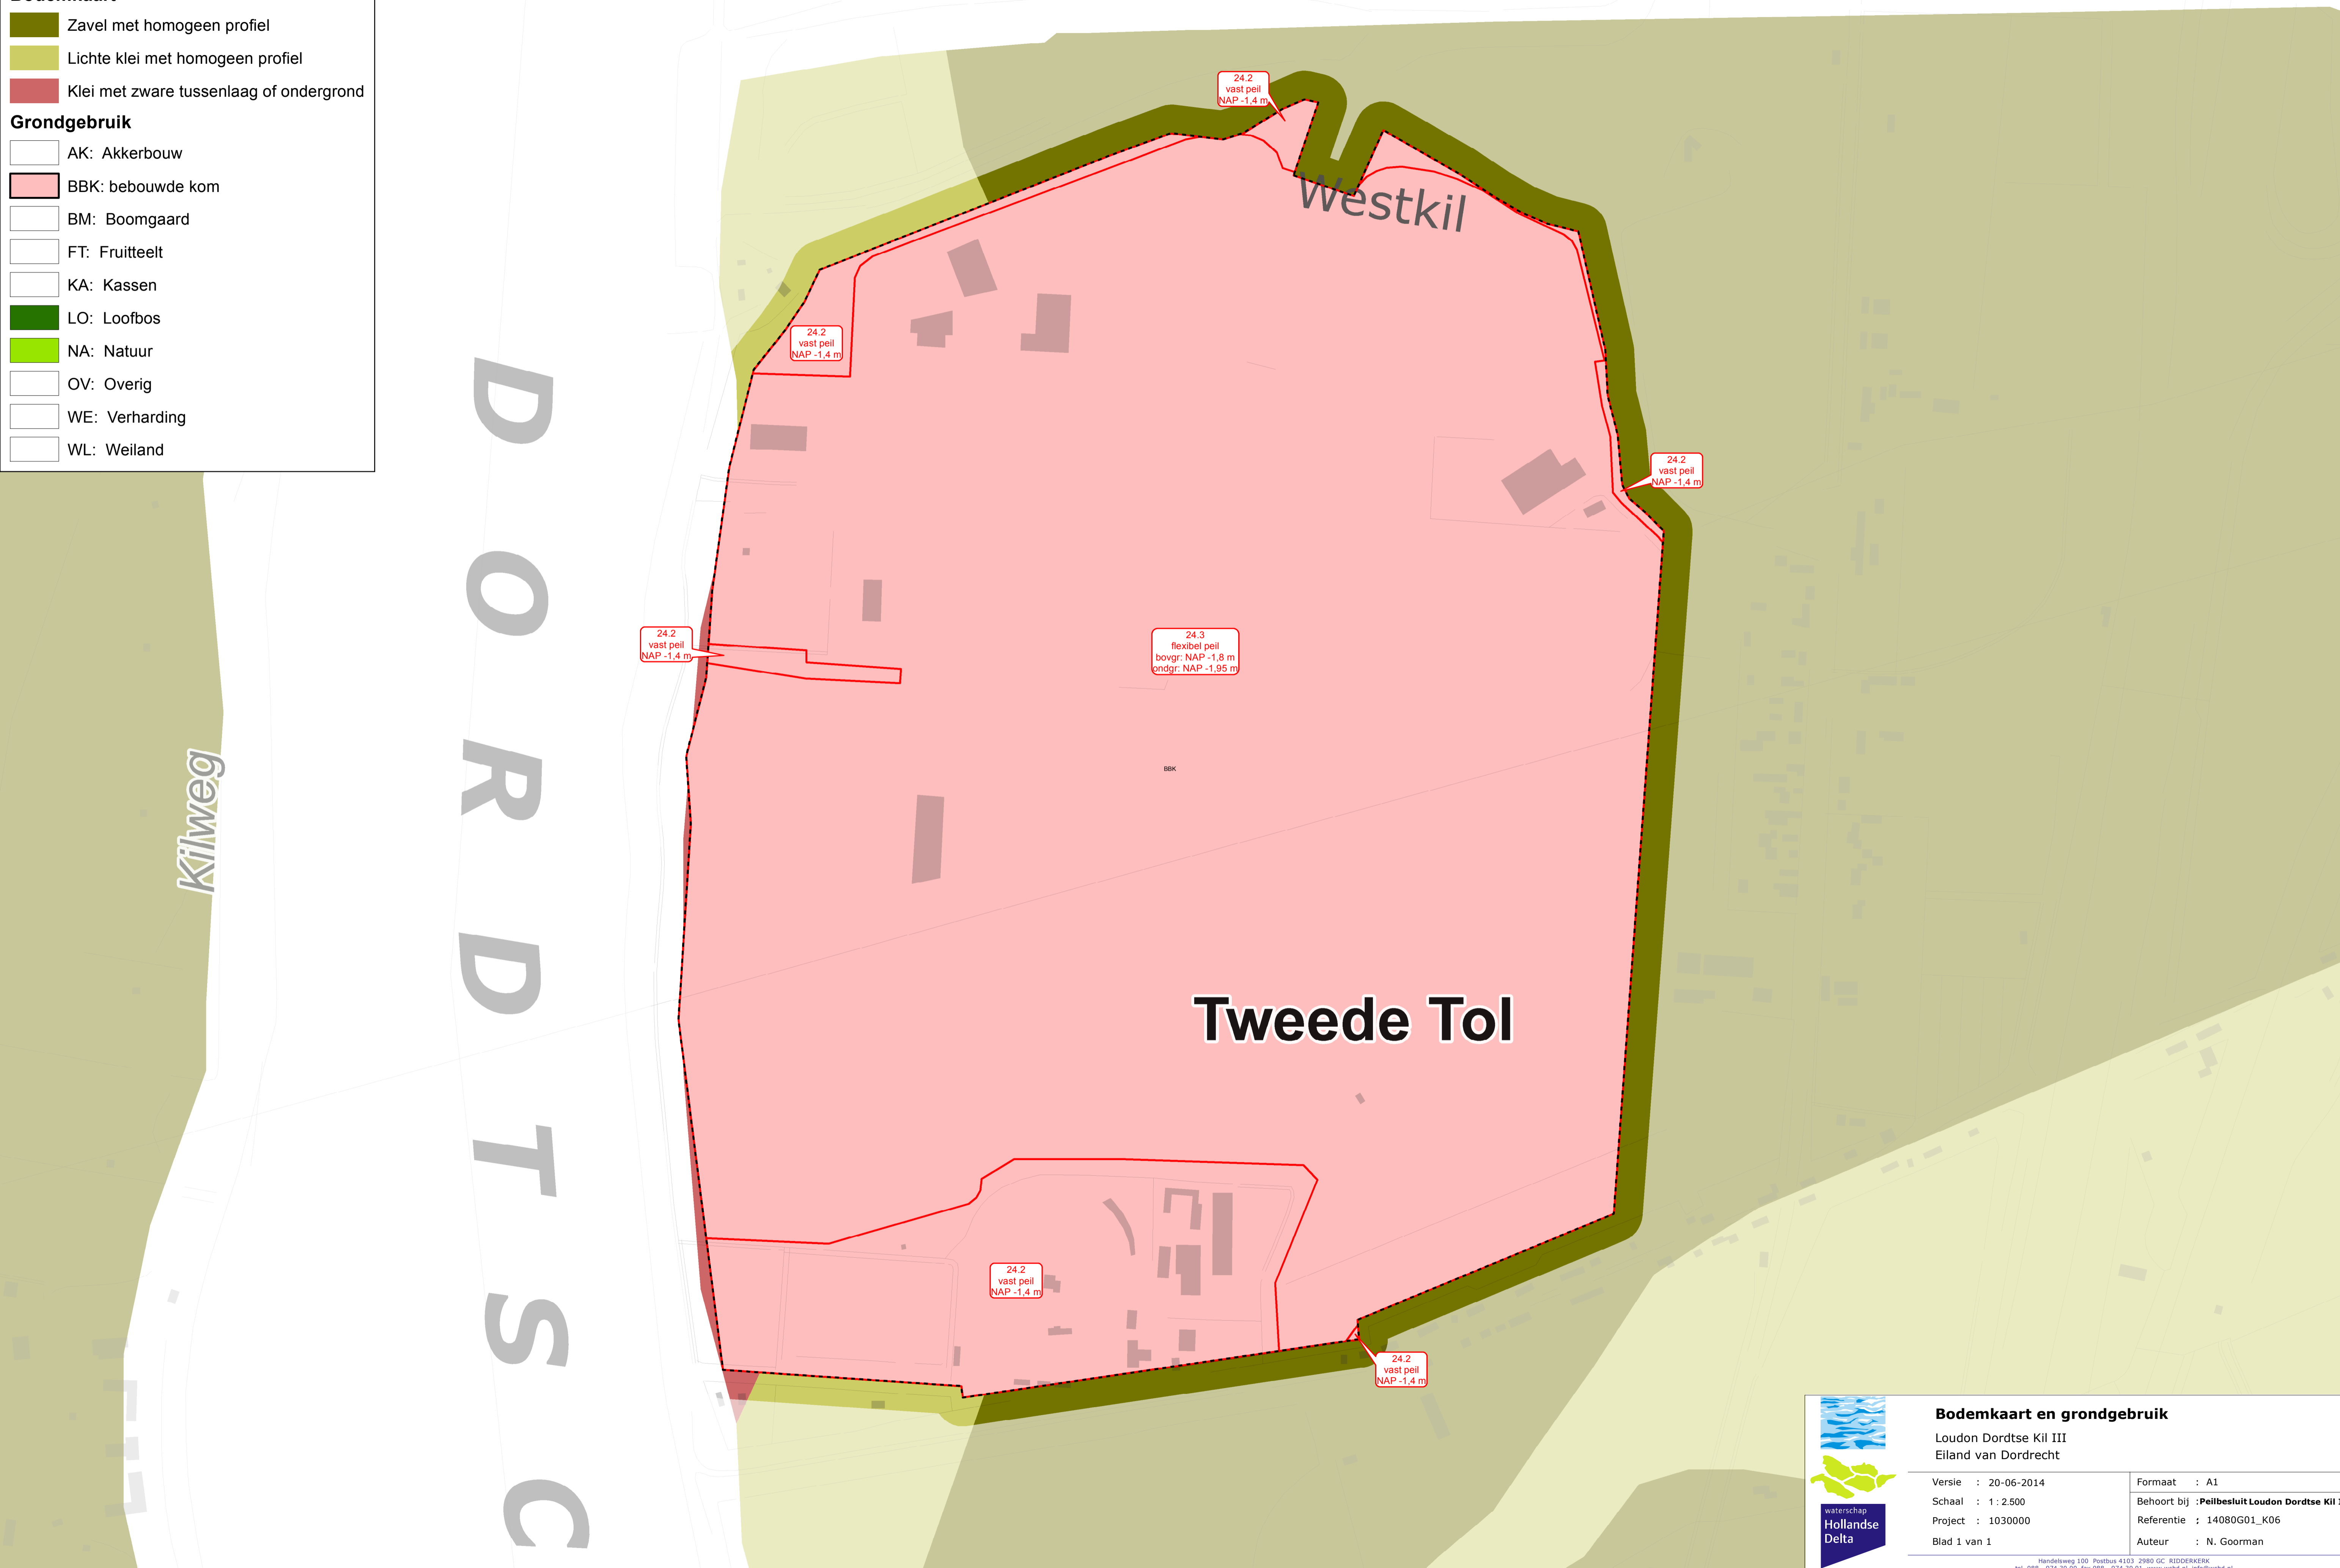 Bodemkaart
Zavel met homogeen profiel
Lichte klei met homogeen profiel
Klei met zware tussenlaag of ondergrond
Grondgebruik
AK: Akkerbouw
BBK: bebouwde kom
BM: Boomgaard
FT: Fruitteelt
KA: Kassen
LO: Loofbos
NA: Natuur
OV: Overig
WE: Verharding
WL: Weiland
24.2
vast peil
NAP -1,4 m
Westkil
24.2
vast peil
NAP -1,4 m
24.2
vast peil
NAP -1,4 m
24.2
vast peil
NAP -1,4 m
24.3
flexibel peil
bovgr: NAP -1,8 m
ondgr: NAP -1,95 m
BBK
Kilweg
DORDTSC
Tweede Tol
24.2
vast peil
NAP -1,4 m
24.2
vast peil
NAP -1,4 m
Bodemkaart en grondgebruik
Loudon Dordtse Kil III
Eiland van Dordrecht
Versie : 20-06-2014
Formaat : A1
Schaal : 1 : 2.500
Behoort bij : Peilbesluit Loudon Dordtse Kil
Project : 1030000
Referentie : 14080G01_K06
Blad 1 van 1
Auteur : N. Goorman
waterschap
Hollandse
Delta
Handelsweg 100 Postbus 4103 2980 GC RIDDERKERK